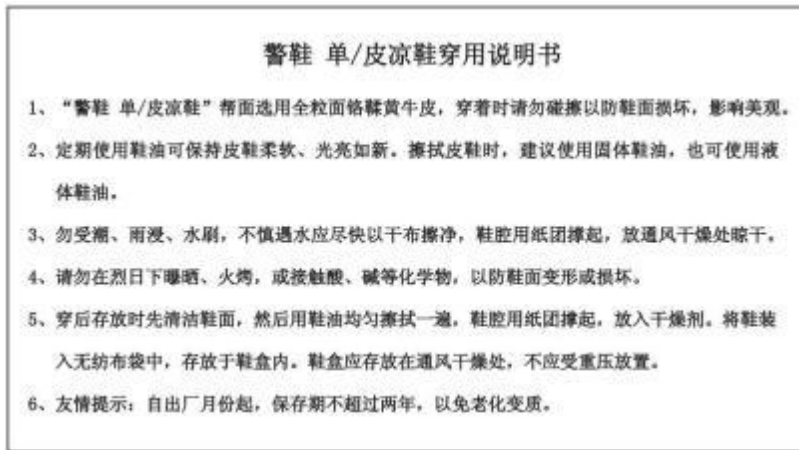 警鞋 单/皮凉鞋穿用说明书
1、“警鞋 单/皮凉鞋”帮面选用全粒面铬鞣黄牛皮，穿着时请勿碰擦以防鞋面损坏，影响美观。
2、定期使用鞋油可保持皮鞋柔软、光亮如新。擦拭皮鞋时，建议使用固体鞋油，也可使用液
体鞋油。
3、勿受潮、雨浸、水刷，不慎遇水应尽快以干布擦净，鞋腔用纸团撑起，放通风干燥处晾干。
4、请勿在烈日下曝晒、火烤，或接触酸、碱等化学物，以防鞋面变形或损坏。
5、穿后存放时先清洁鞋面，然后用鞋油均匀擦拭一遍，鞋腔用纸团撑起，放入干燥剂。将鞋装
入无纺布袋中，存放于鞋盒内。鞋盒应存放在通风干燥处，不应受重压放置。
6、友情提示：自出厂月份起，保存期不超过两年，以免老化变质。